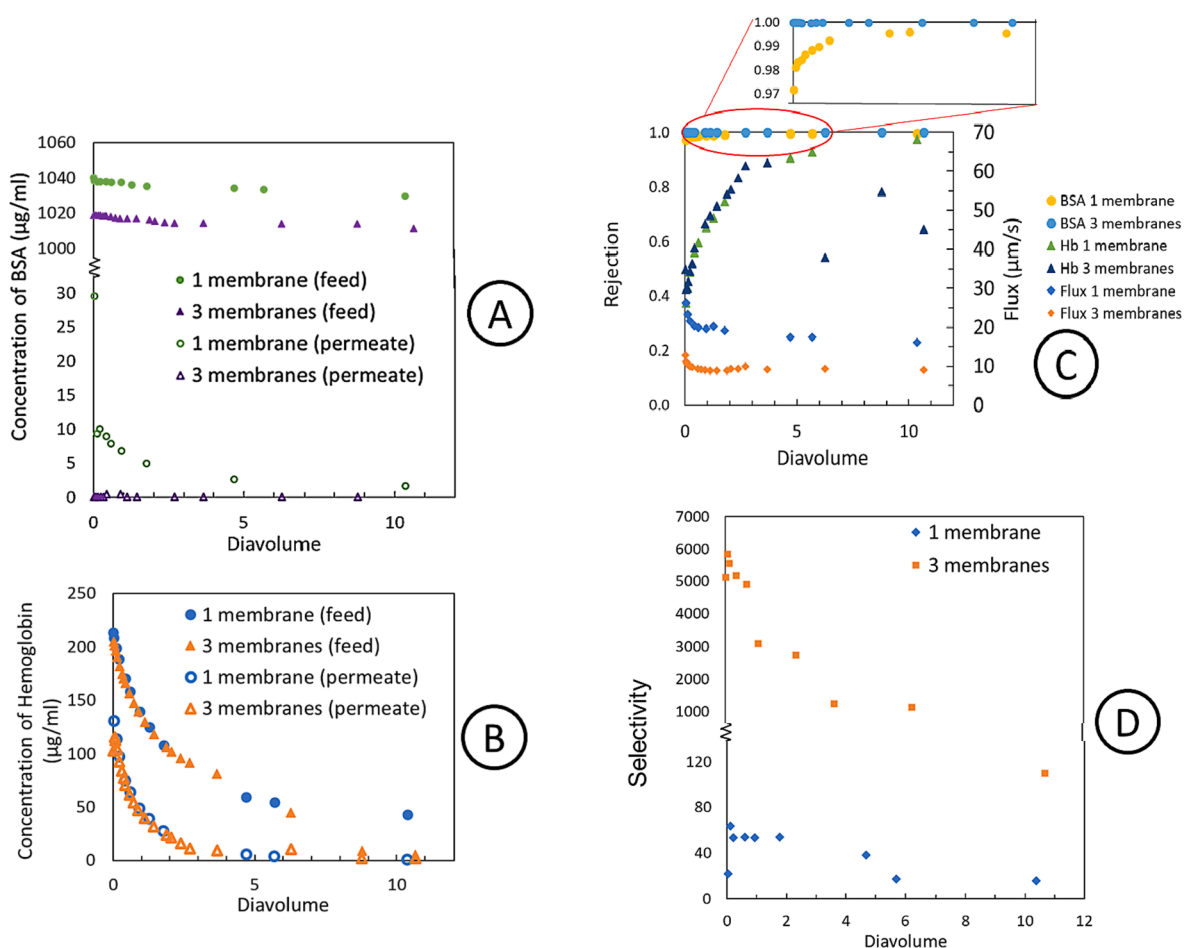 1060
1040
1020
1000
30
25
20
15
10
5
0
0
5
10
Concentration of BSA (µg/ml)
Diavolume
1 membrane (feed)
3 membranes (feed)
1 membrane (permeate)
3 membranes (permeate)
A
250
200
150
100
50
0
0
5
10
Concentration of Hemoglobin
(µg/ml)
Diavolume
1 membrane (feed)
3 membranes (feed)
1 membrane (permeate)
3 membranes (permeate)
B
1.00
0.99
0.98
0.97
1.0
0.8
0.6
0.4
0.2
0.0
Rejection
0
5
10
Diavolume
70
60
50
40
30
20
10
0
Flux (µm/s)
BSA 1 membrane
BSA 3 membranes
Hb 1 membrane
Hb 3 membranes
Flux 1 membrane
Flux 3 membranes
C
7000
6000
5000
4000
3000
2000
1000
120
80
40
0
Selectivity
0
2
4
6
8
10
12
Diavolume
1 membrane
3 membranes
D